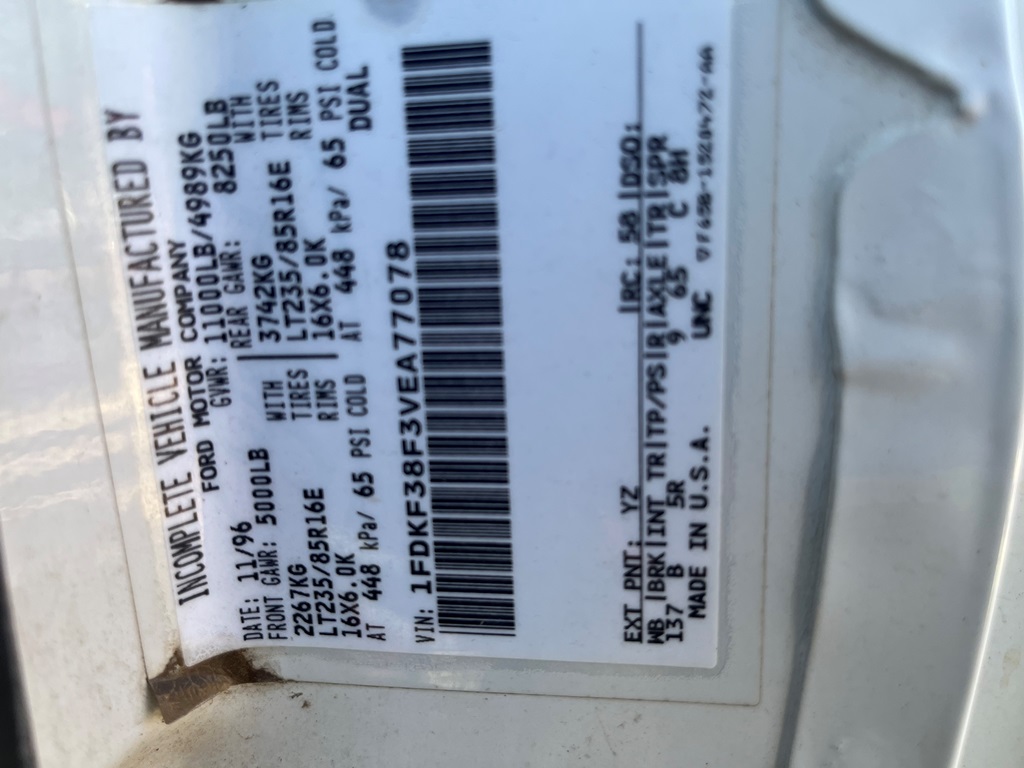 INCOMPLETE VEHICLE MANUFACTURED BY
FORD MOTOR COMPANY
DATE: 11/96 GVWR: 11000LB/4989KG
FRONT GAWR: 5000LB REAR GAWR: 8250LB
2267KG WITH 3742KG WITH
LT235/85R16E TIRES LT235/85R16E TIRES
16X6.0K RIMS 16X6.0K RIMS
AT 448 kPa/ 65 PSI COLD AT 448 kPa/ 65 PSI COLD
DUAL
VIN: 1FDKF38F3VEA77078
EXT PNT: YZ RC: 58 DSO:
WB BRK INT TR TP/PS R AXLE TR SPR
137 B 5R 9 65 C 8H
MADE IN U.S.A. UNC